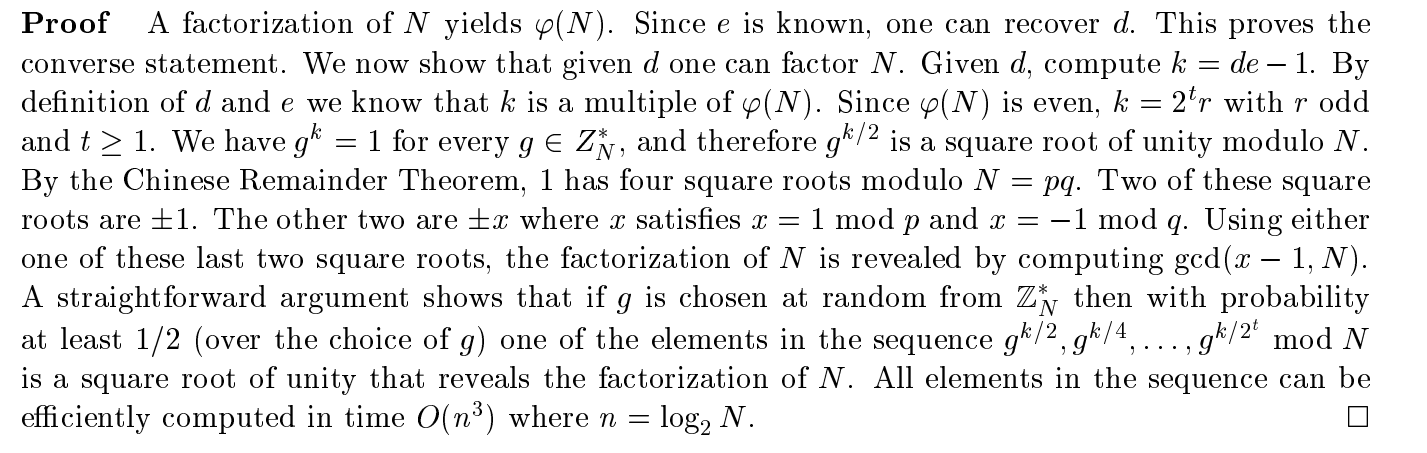 Proof A factorization of N yields φ(N). Since e is known, one can recover d. This proves the
converse statement. We now show that given d one can factor N. Given d, compute k = de − 1. By
definition of d and e we know that k is a multiple of φ(N). Since φ(N) is even, k = 2^t r with r odd
and t ≥ 1. We have g^k = 1 for every g ∈ Z_N^*, and therefore g^{k/2} is a square root of unity modulo N.
By the Chinese Remainder Theorem, 1 has four square roots modulo N = pq. Two of these square
roots are ±1. The other two are ±x where x satisfies x = 1 mod p and x = −1 mod q. Using either
one of these last two square roots, the factorization of N is revealed by computing gcd(x − 1, N).
A straightforward argument shows that if g is chosen at random from ℤ_N^* then with probability
at least 1/2 (over the choice of g) one of the elements in the sequence g^{k/2}, g^{k/4}, . . . , g^{k/2^t} mod N
is a square root of unity that reveals the factorization of N. All elements in the sequence can be
efficiently computed in time O(n³) where n = log₂ N. □